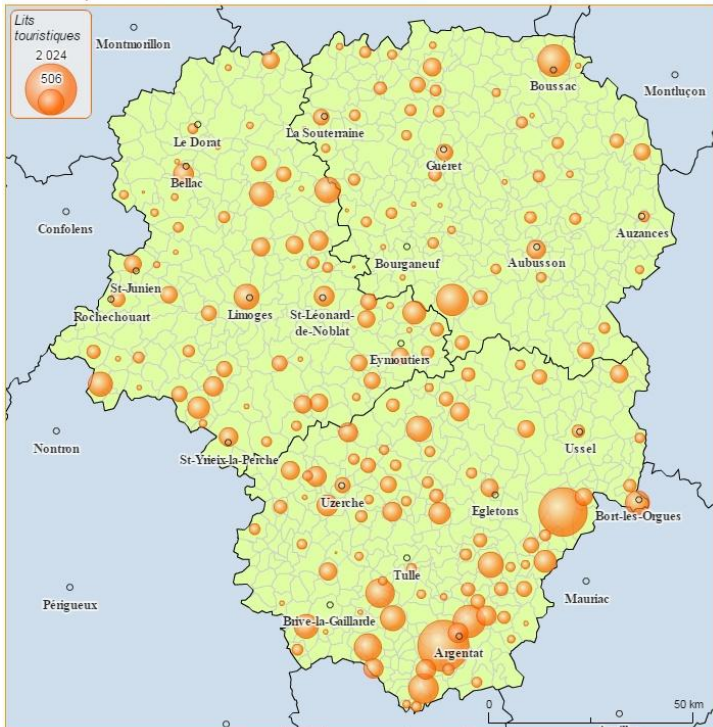 Lits
touristiques
2 024
506
Montmorillon
Boussac
Montluçon
Le Dorat
La Souterraine
Guéret
Bellac
Confolens
Auzances
Bourganeuf
Aubusson
St-Junien
Rochechouart
Limoges
St-Léonard-
de-Noblat
Eymoutiers
Nontron
St-Yrieix-la-Perche
Ussel
Uzerche
Egletons
Bort-les-Orgues
Tulle
Mauriac
Périgueux
Brive-la-Gaillarde
Argentat
0
50 km